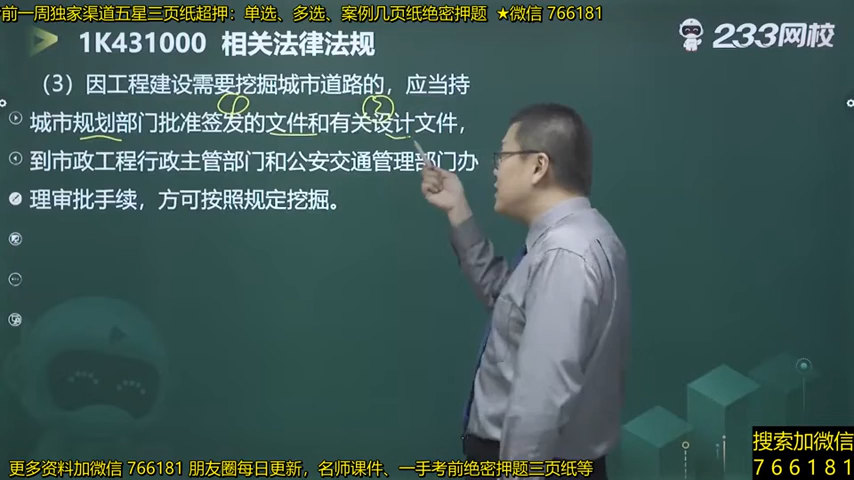 前一周独家渠道五星三页纸超押：单选、多选、案例几页纸绝密押题 ★微信 766181
1K431000 相关法律法规
233网校
（3）因工程建设需要挖掘城市道路的，应当持
① ②
城市规划部门批准签发的文件和有关设计文件，
到市政工程行政主管部门和公安交通管理部门办
理审批手续，方可按照规定挖掘。
搜索加微信
766181
更多资料加微信 766181 朋友圈每日更新，名师课件、一手考前绝密押题三页纸等